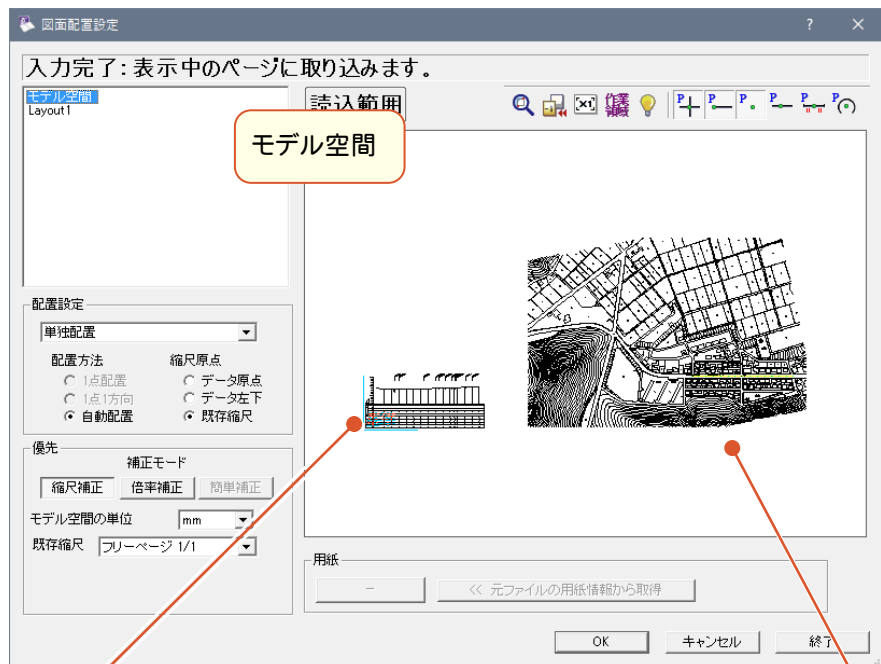 図面配置設定
入力完了:表示中のページに取り込みます。
モデル空間
Layout1
読込範囲
×1
作業
領域
P P P P P P
モデル空間
配置設定
単独配置
配置方法 縮尺原点
1点配置 データ原点
1点1方向 データ左下
自動配置 既存縮尺
優先
補正モード
縮尺補正 倍率補正 簡単補正
モデル空間の単位 mm
既存縮尺 フリーページ 1/1
用紙
−
<< 元ファイルの用紙情報から取得
OK キャンセル 終了